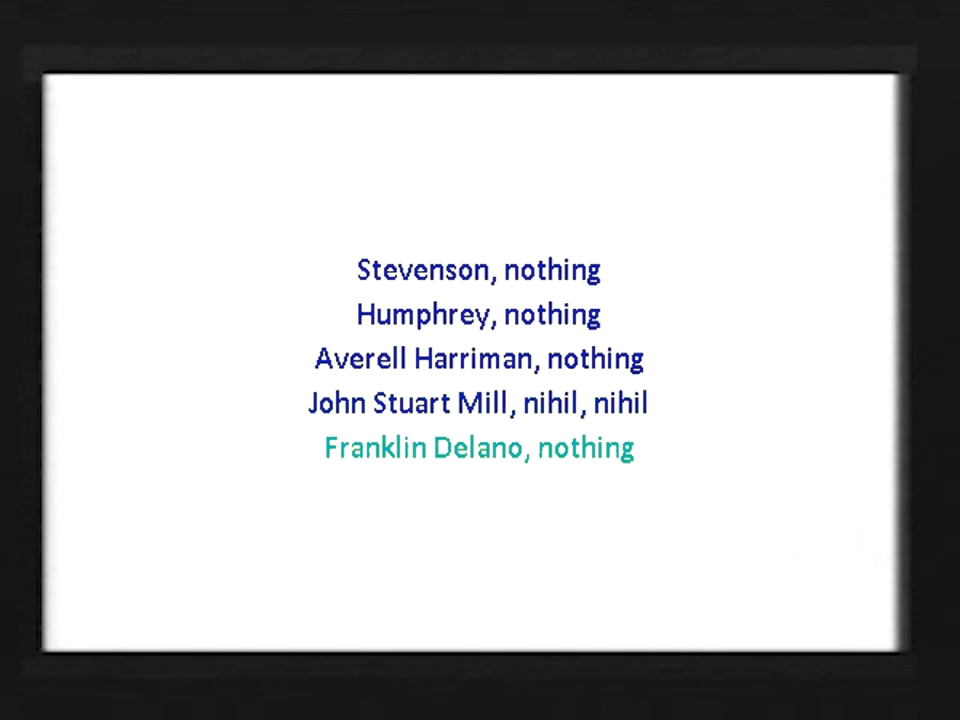 Stevenson, nothing
Humphrey, nothing
Averell Harriman, nothing
John Stuart Mill, nihil, nihil
Franklin Delano, nothing